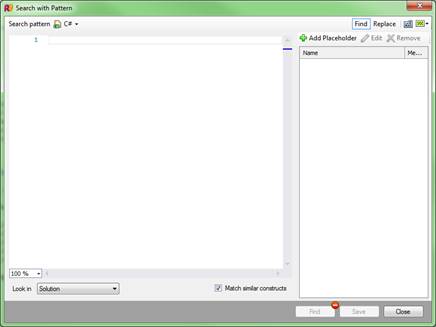 Search with Pattern
Search pattern C# Find Replace
1
Add Placeholder Edit Remove
Name Me...
100 %
Look in Solution Match similar constructs
Find Save Close